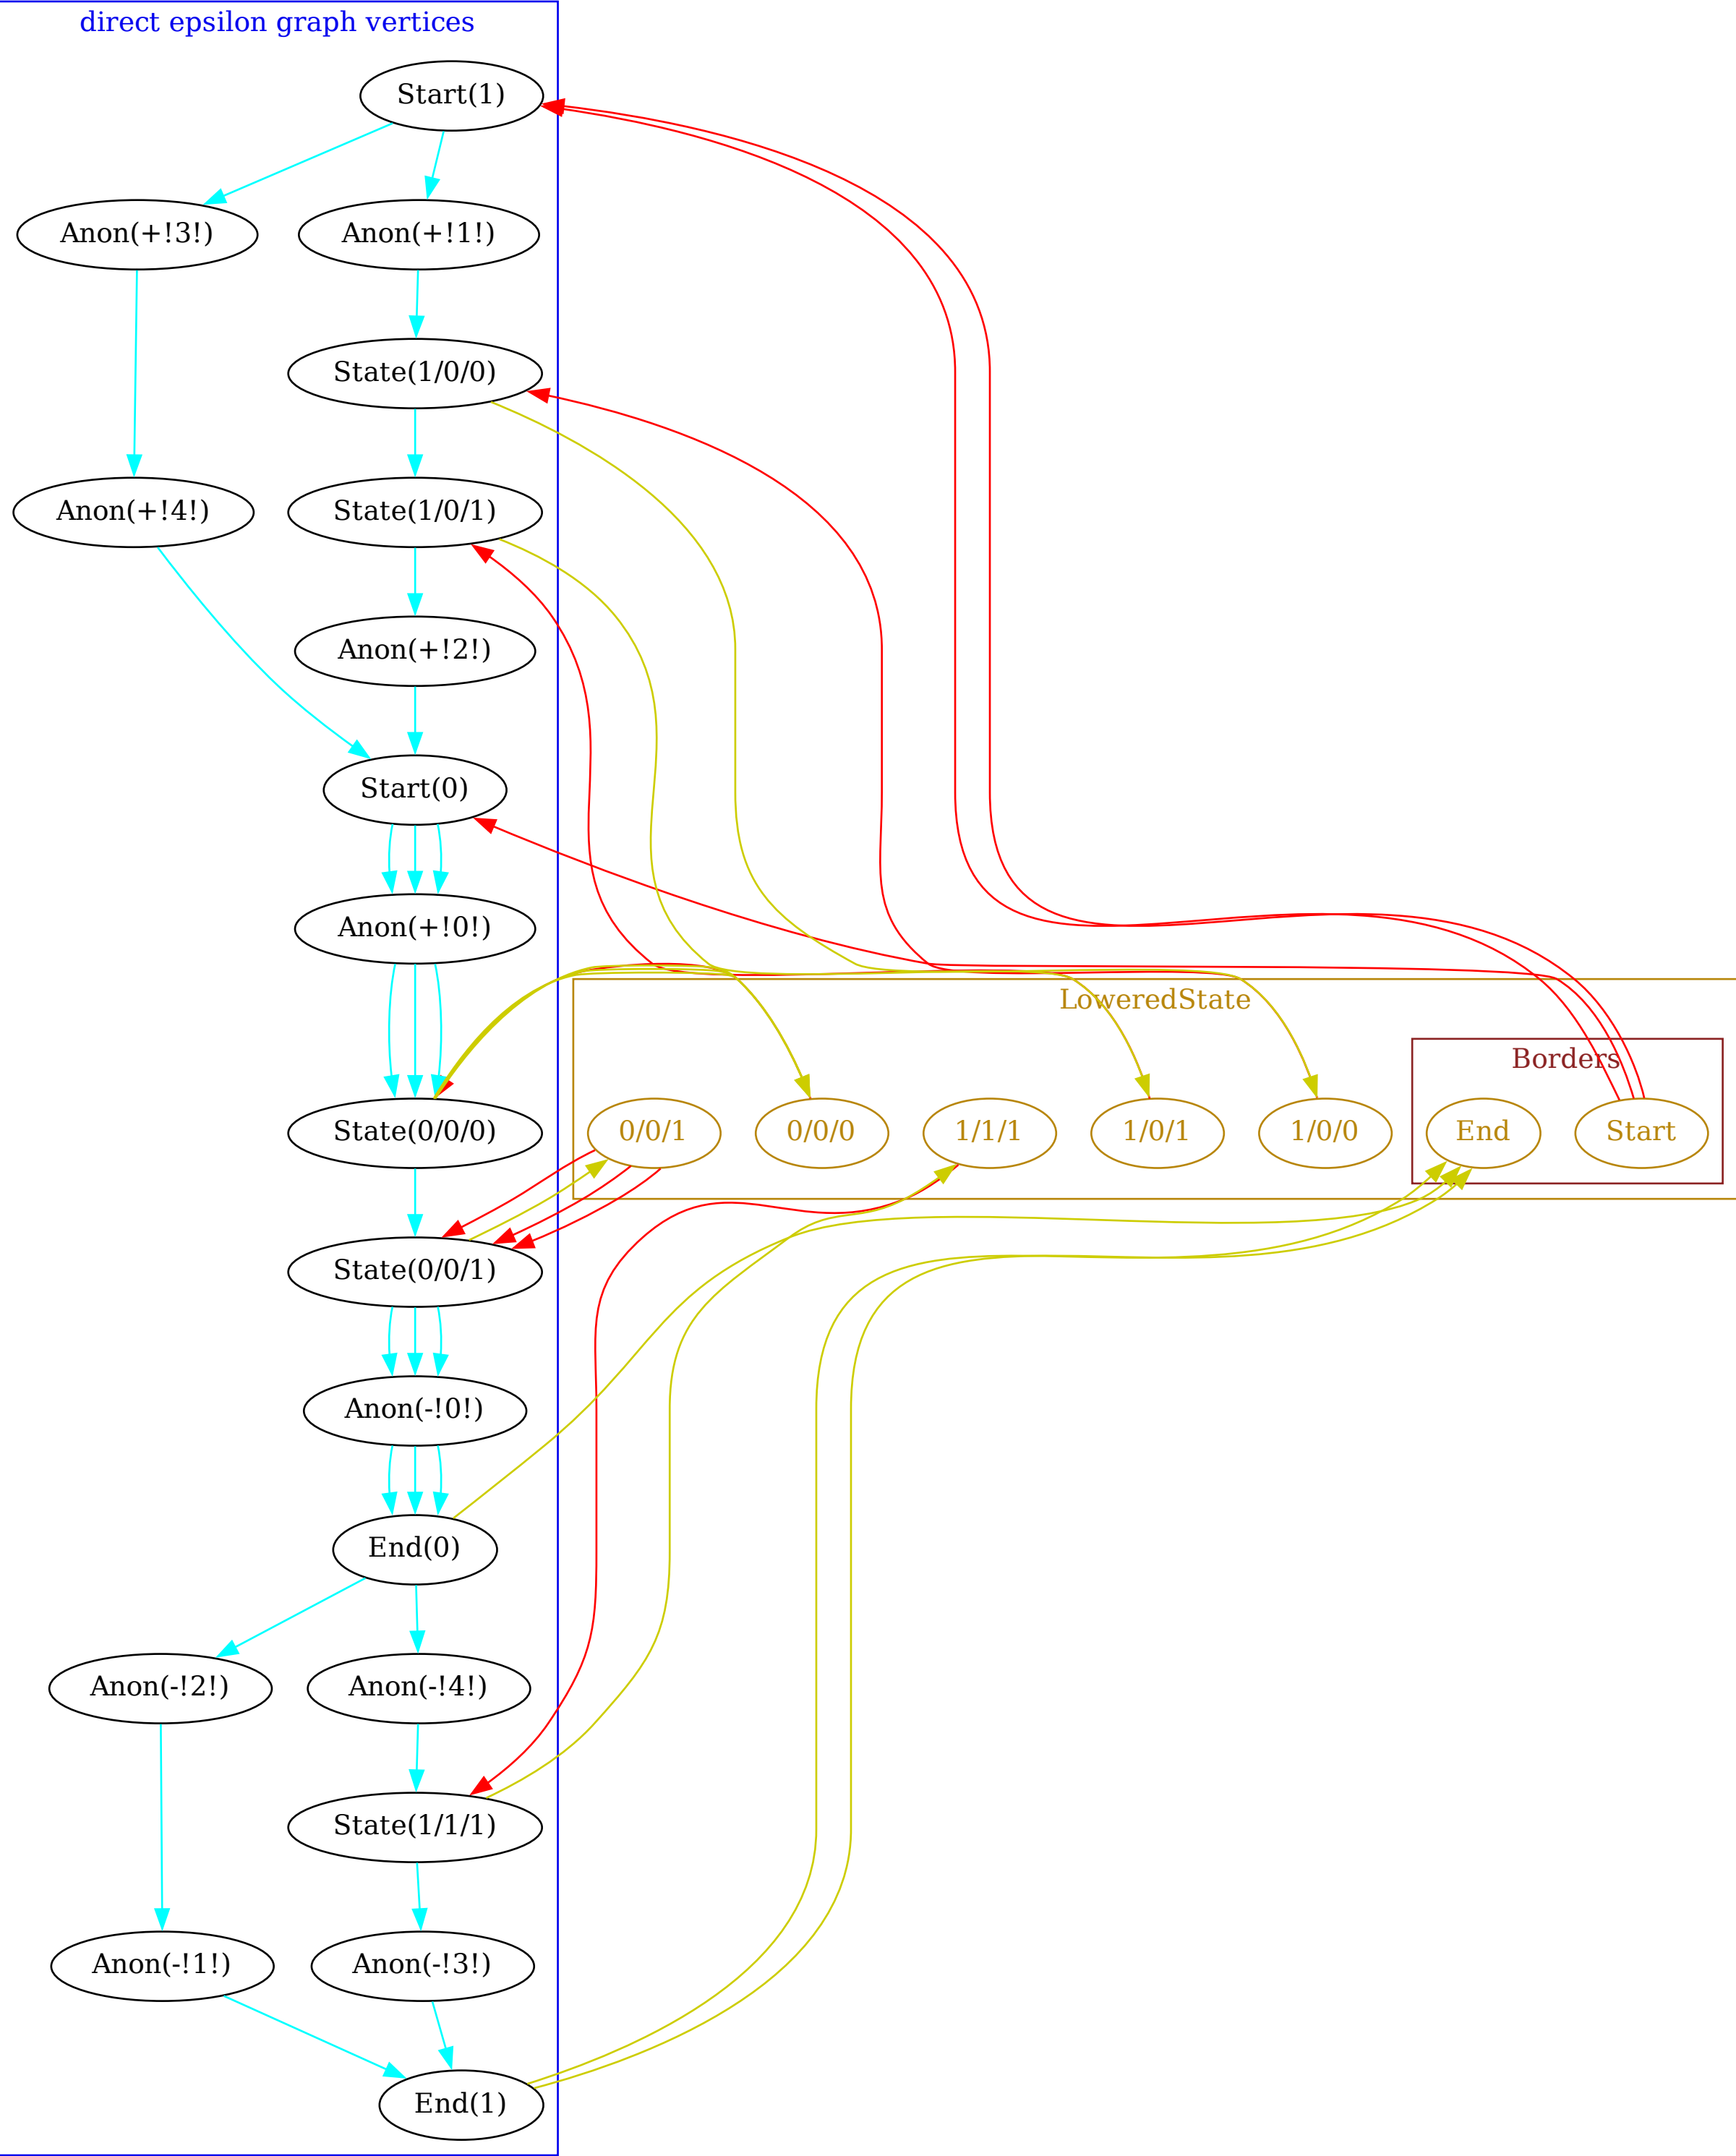 direct epsilon graph vertices
Start(1)
Anon(+!3!)
Anon(+!1!)
State(1/0/0)
Anon(+!4!)
State(1/0/1)
Anon(+!2!)
Start(0)
Anon(+!0!)
LoweredState
Borders
State(0/0/0)
0/0/1
0/0/0
1/1/1
1/0/1
1/0/0
End
Start
State(0/0/1)
Anon(-!0!)
End(0)
Anon(-!2!)
Anon(-!4!)
State(1/1/1)
Anon(-!1!)
Anon(-!3!)
End(1)